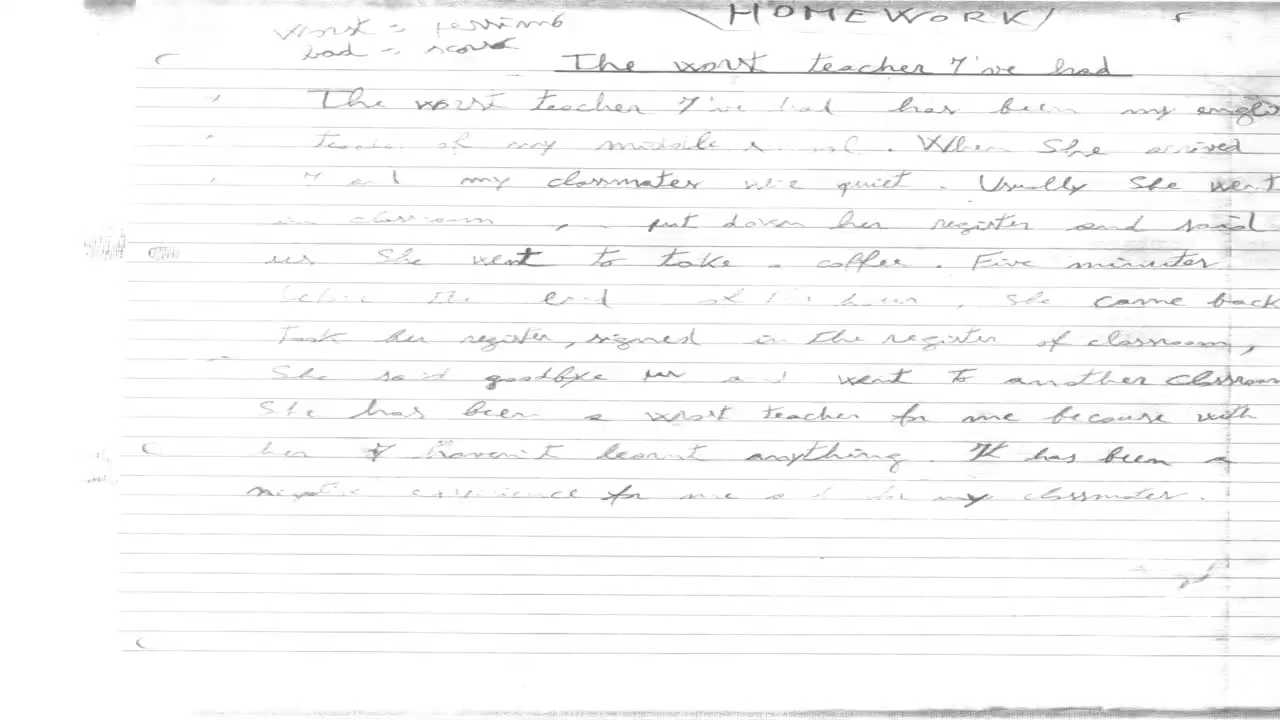 HOMEWORK
worst =
bad =
The worst teacher I've had
The worst teacher I've had has been my
of my middle . When She arrived
I and my classmates were quiet . Usually She went
in classroom , put down her register and said
us She went to take a coffee . Five minutes
before the end of the hour , She came back
Took her register, signed in the register of classroom,
She said goodbye us and went to another classroom
She has been a worst teacher for me because with
her I haven't learnt anything. It has been a
negative experience for me and for my classmates.